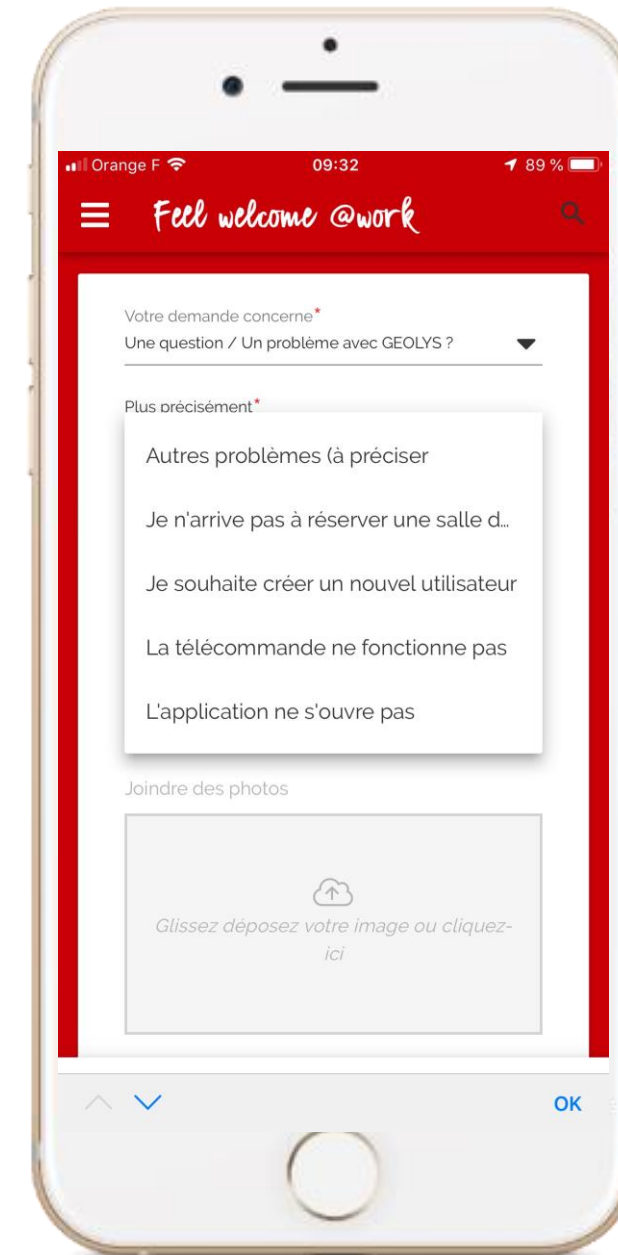 Orange F 09:32 89 %
Feel welcome @work
Votre demande concerne*
Une question / Un problème avec GEOLYS ?
Plus précisément*
Autres problèmes (à préciser
Je n'arrive pas à réserver une salle d...
Je souhaite créer un nouvel utilisateur
La télécommande ne fonctionne pas
L'application ne s'ouvre pas
Joindre des photos
Glissez déposez votre image ou cliquez-
ici
OK